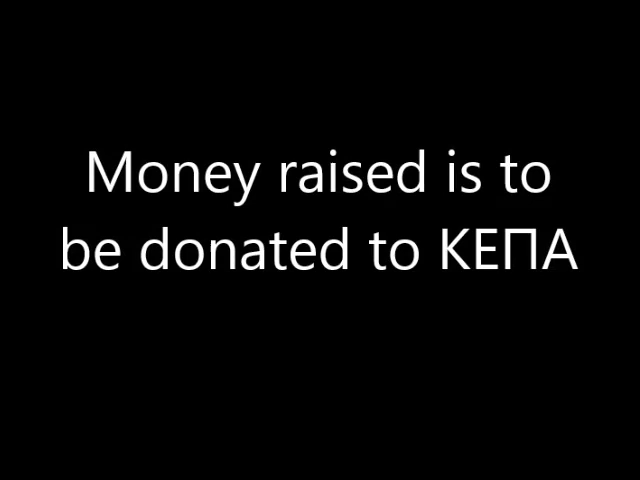 Money raised is to
be donated to ΚΕΠΑ